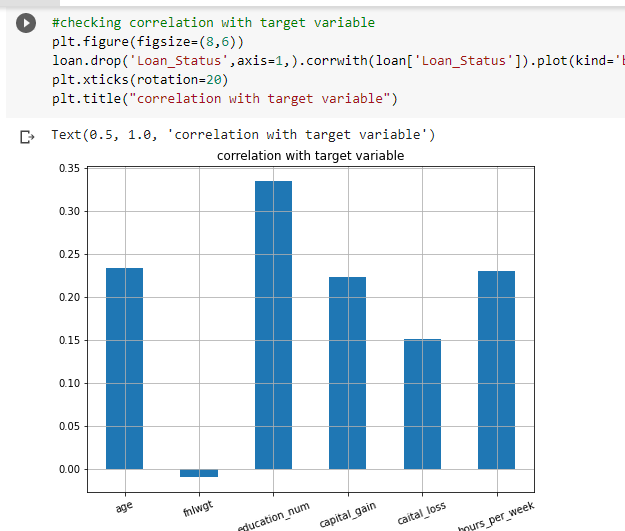 #checking correlation with target variable
plt.figure(figsize=(8,6))
loan.drop('Loan_Status',axis=1,).corrwith(loan['Loan_Status']).plot(kind='
plt.xticks(rotation=20)
plt.title("correlation with target variable")
Text(0.5, 1.0, 'correlation with target variable')
correlation with target variable
0.35
0.30
0.25
0.20
0.15
0.10
0.05
0.00
age
fnlwgt
education_num
capital_gain
caital_loss
hours_per_week